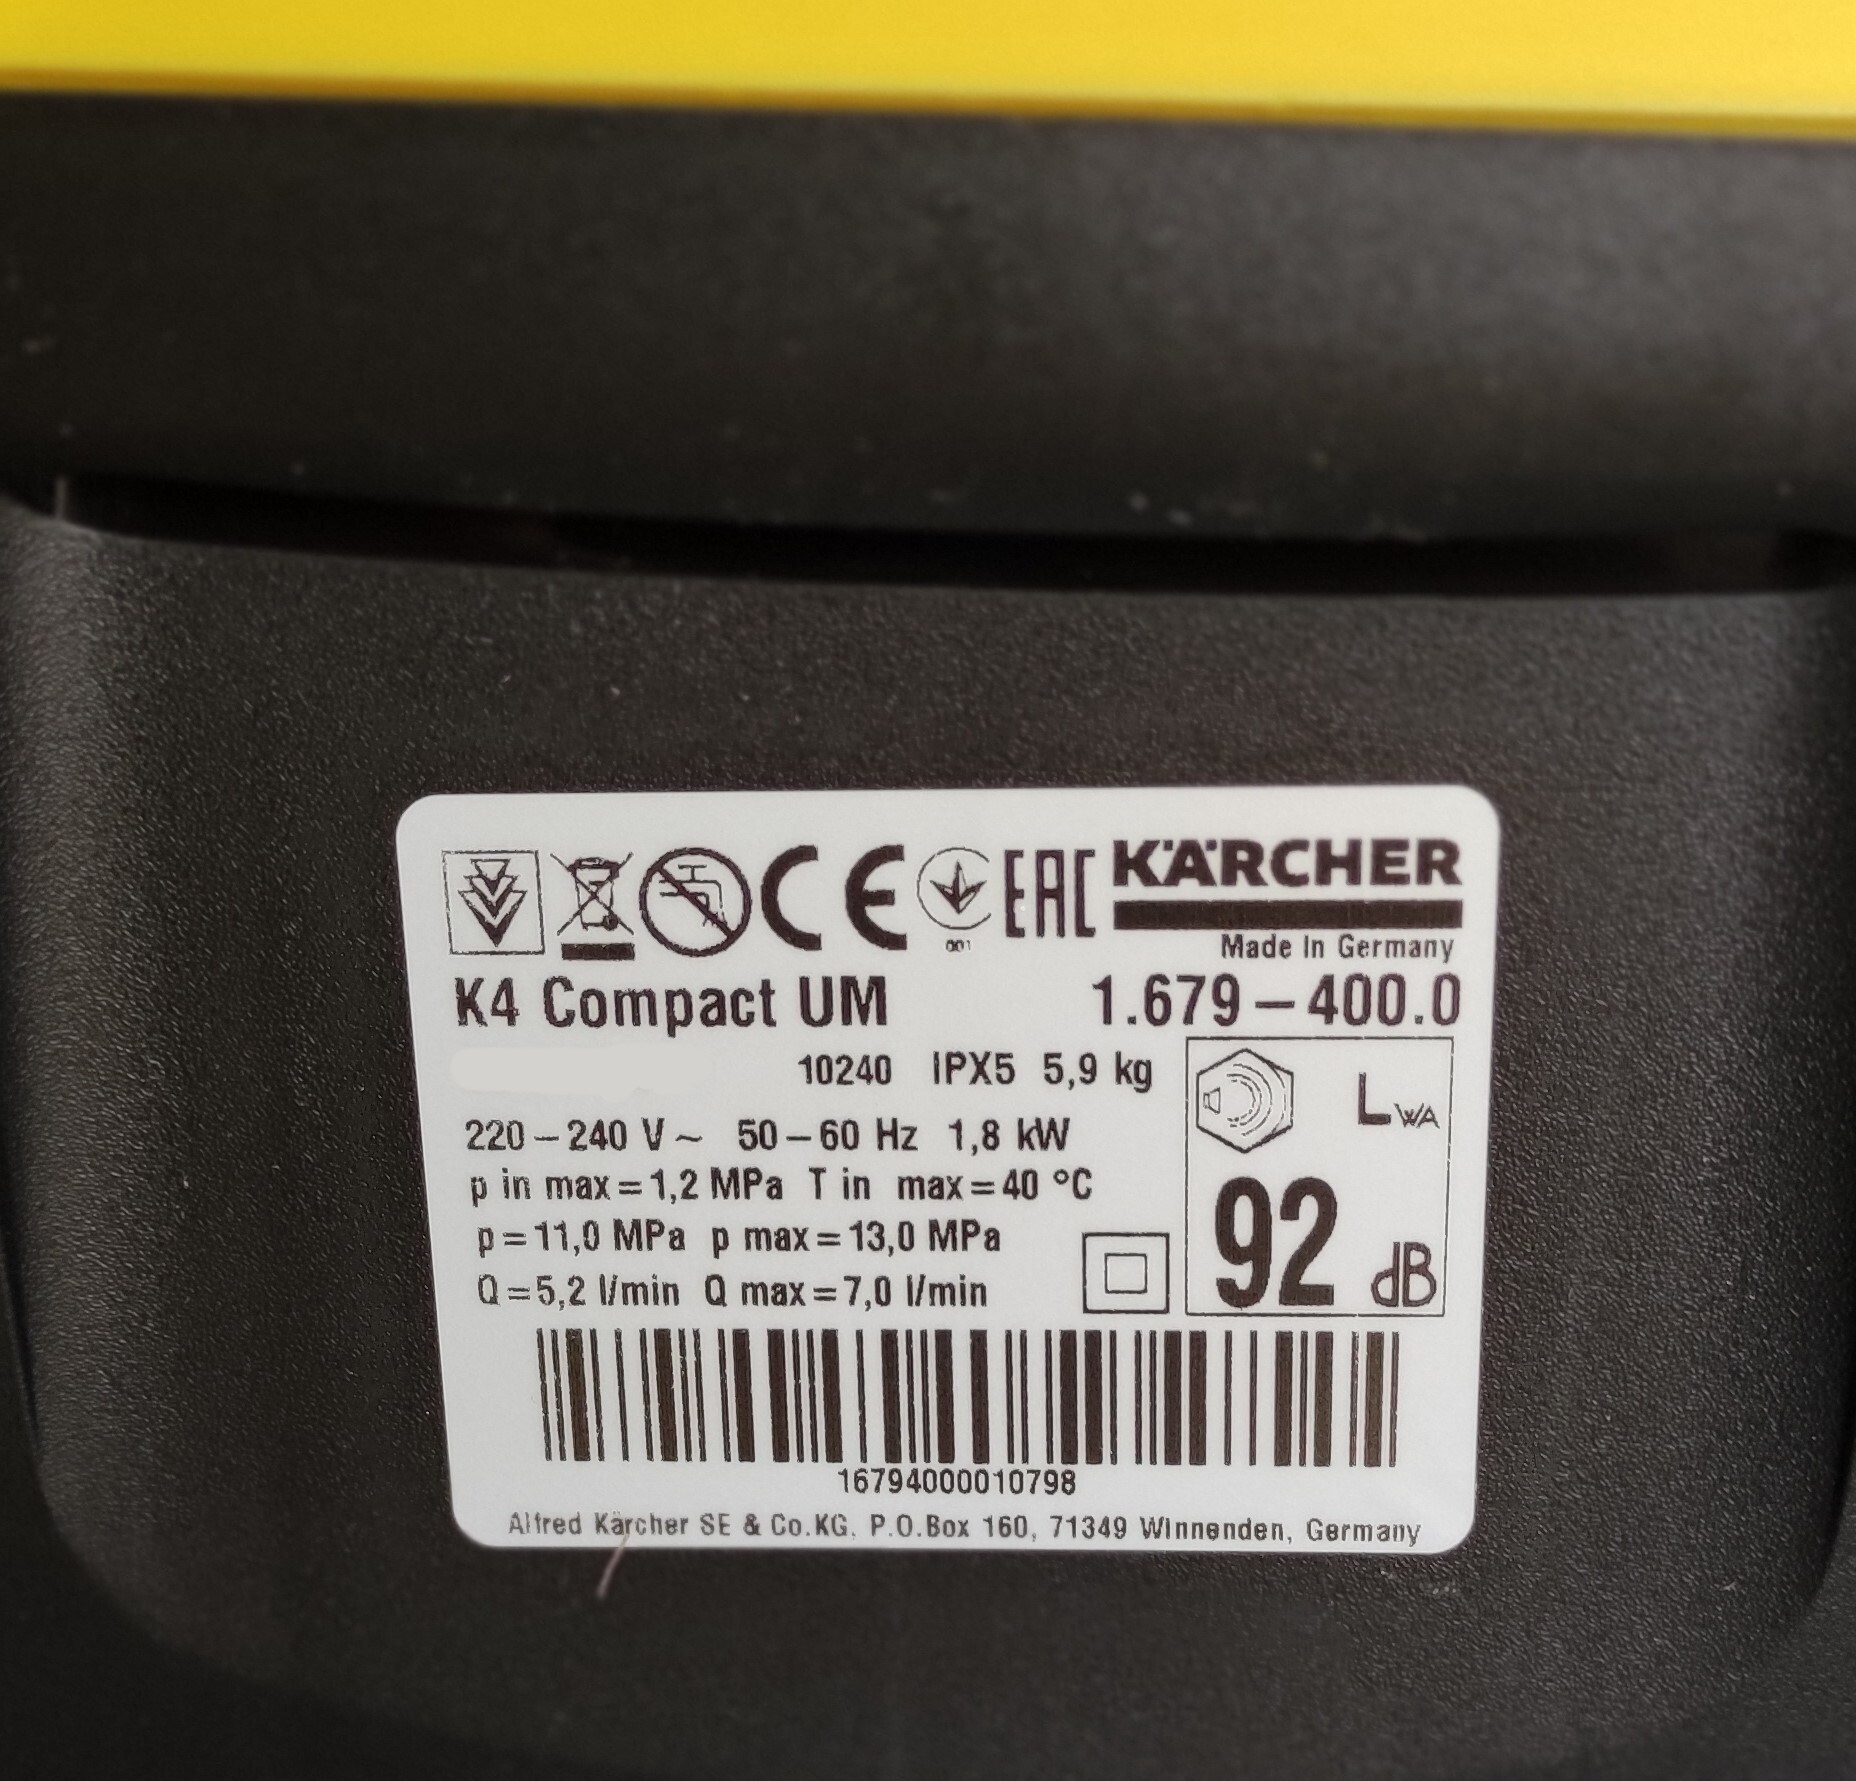 CE 001 EAC KÄRCHER
Made in Germany
K4 Compact UM 1.679-400.0
10240 IPX5 5,9 kg
220-240 V~ 50-60 Hz 1,8 kW
p in max=1,2 MPa T in max=40 °C
p=11,0 MPa p max=13,0 MPa
Q=5,2 l/min Q max=7,0 l/min
LWA
92 dB
16794000010798
Alfred Kärcher SE & Co.KG, P.O.Box 160, 71349 Winnenden, Germany